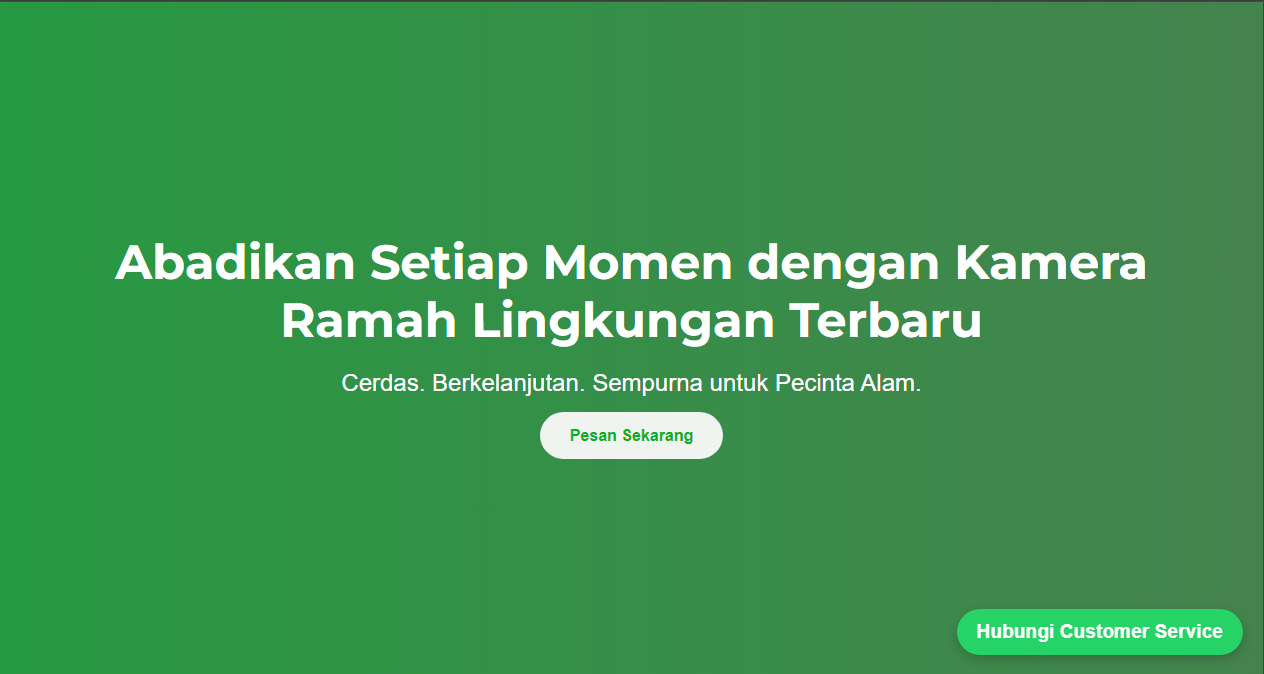 Abadikan Setiap Momen dengan Kamera
Ramah Lingkungan Terbaru
Cerdas. Berkelanjutan. Sempurna untuk Pecinta Alam.
Pesan Sekarang
Hubungi Customer Service